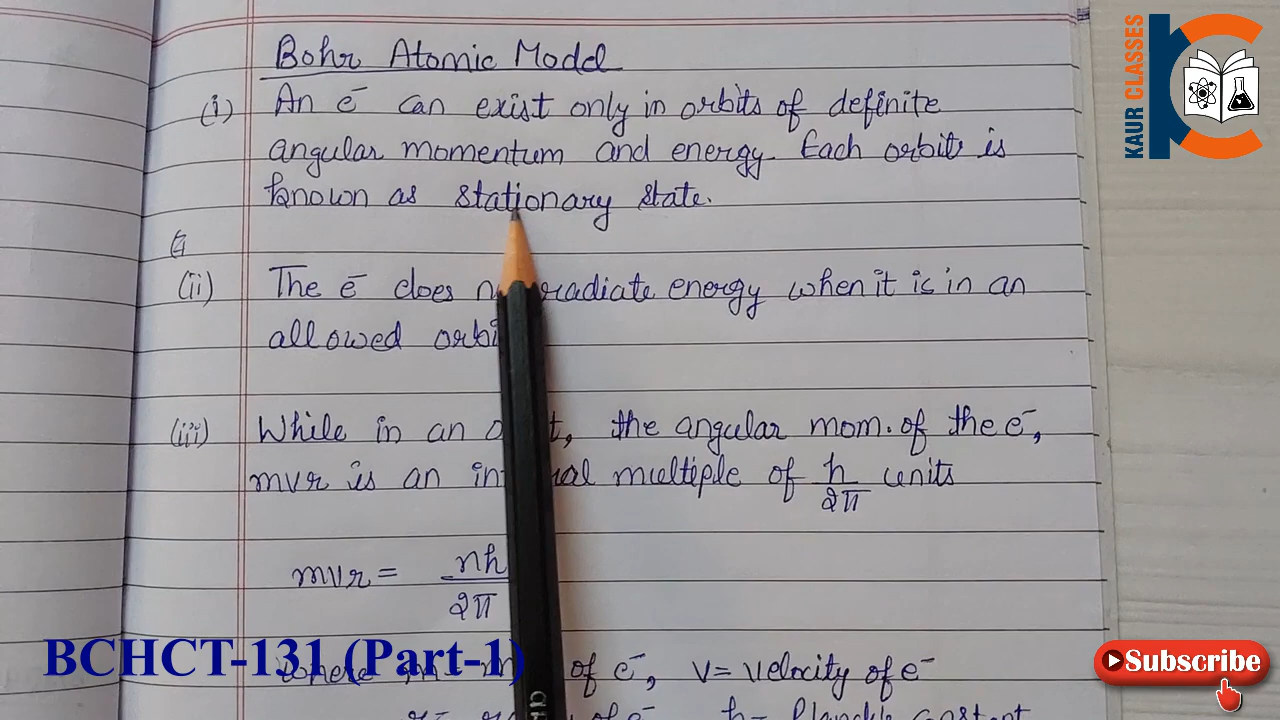 Bohr Atomic Model
(i) An e⁻ can exist only in orbits of definite
angular momentum and energy. Each orbit is
known as stationary state.
(ii) The e⁻ does radiate energy when it is in an
allowed
(iii) While in an the angular mom. of the e⁻,
mvr is an multiple of h/2π units
mvr = nh/2π
of e⁻, v = velocity of e⁻
of e⁻ h = Planck's constant
KAUR CLASSES
BCHCT-131 (Part-1)
Subscribe